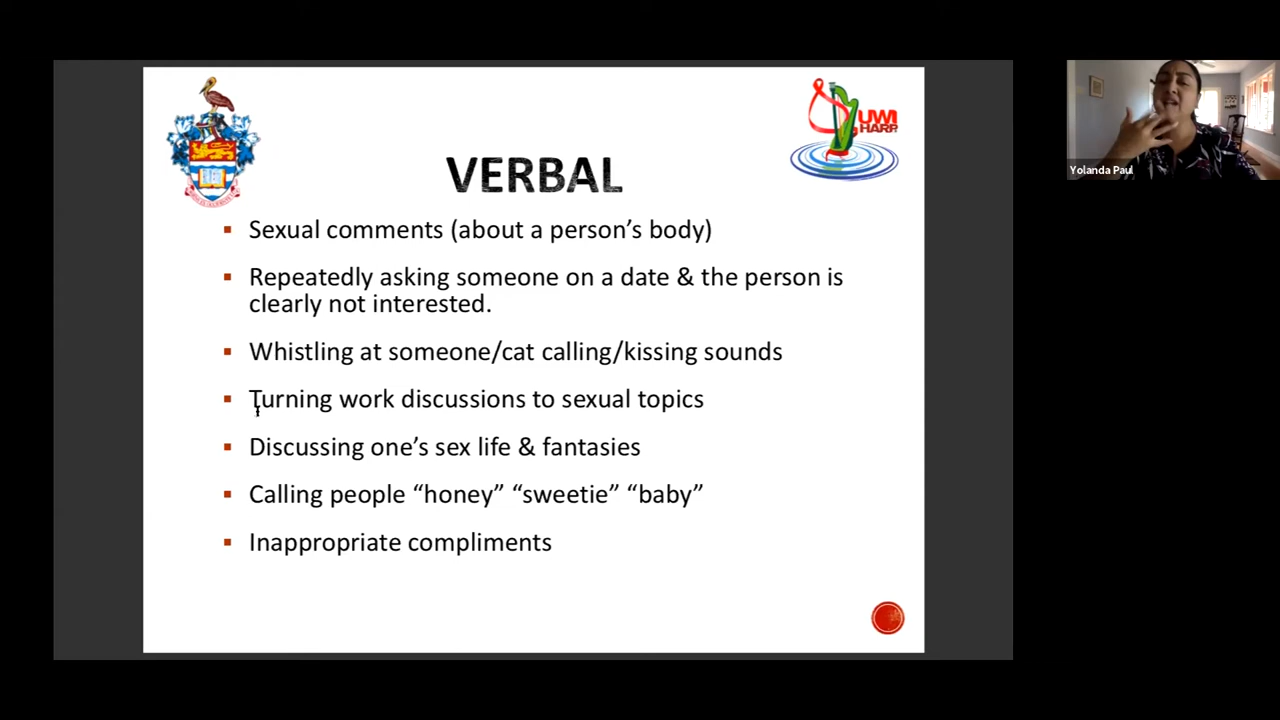 UWI
HARP
Yolanda Paul
VERBAL
Sexual comments (about a person’s body)
Repeatedly asking someone on a date & the person is
clearly not interested.
Whistling at someone/cat calling/kissing sounds
Turning work discussions to sexual topics
Discussing one’s sex life & fantasies
Calling people “honey” “sweetie” “baby”
Inappropriate compliments